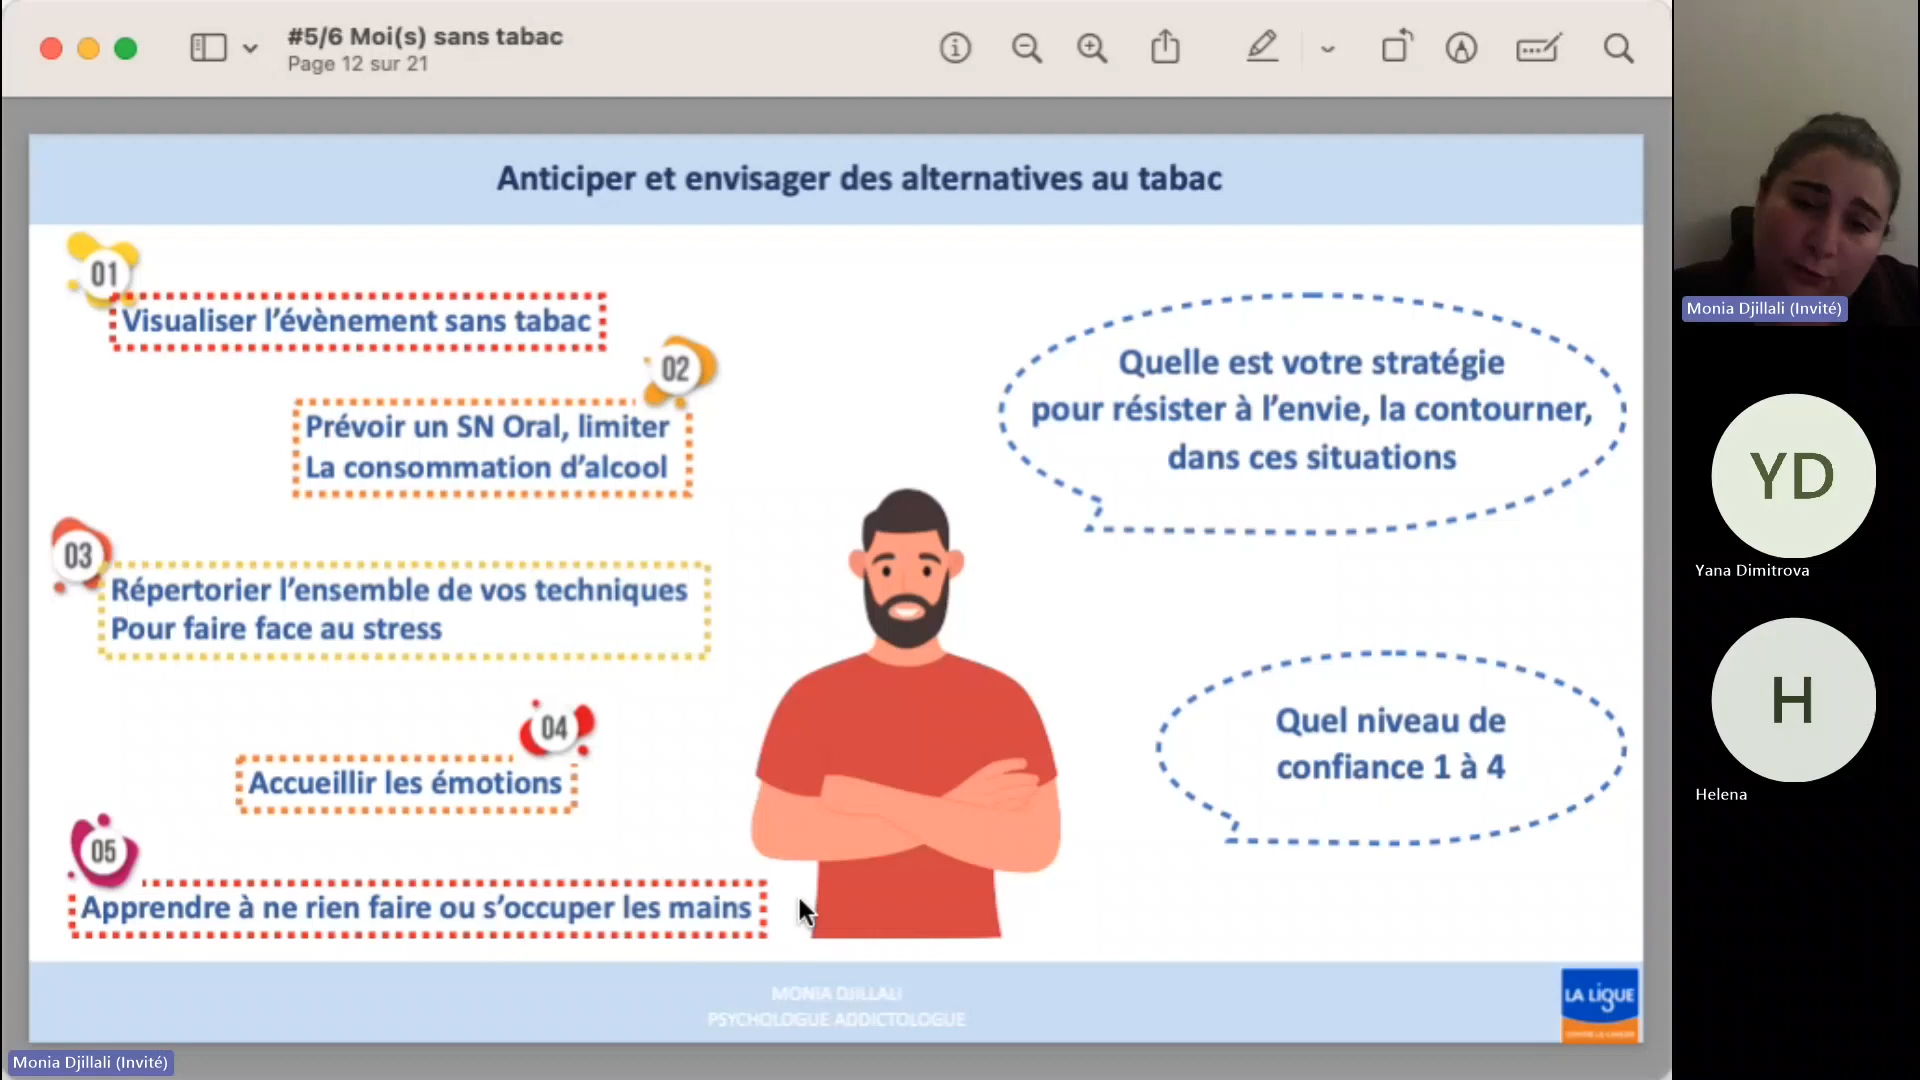 #5/6 Moi(s) sans tabac
Page 12 sur 21
Anticiper et envisager des alternatives au tabac
01
Visualiser l'évènement sans tabac
02
Prévoir un SN Oral, limiter
La consommation d'alcool
03
Répertorier l'ensemble de vos techniques
Pour faire face au stress
04
Accueillir les émotions
05
Apprendre à ne rien faire ou s'occuper les mains
Quelle est votre stratégie
pour résister à l'envie, la contourner,
dans ces situations
Quel niveau de
confiance 1 à 4
MONIA DJILLALI
PSYCHOLOGUE ADDICTOLOGUE
LA LIGUE
CONTRE LE CANCER
Monia Djillali (Invité)
Monia Djillali (Invité)
YD
Yana Dimitrova
H
Helena